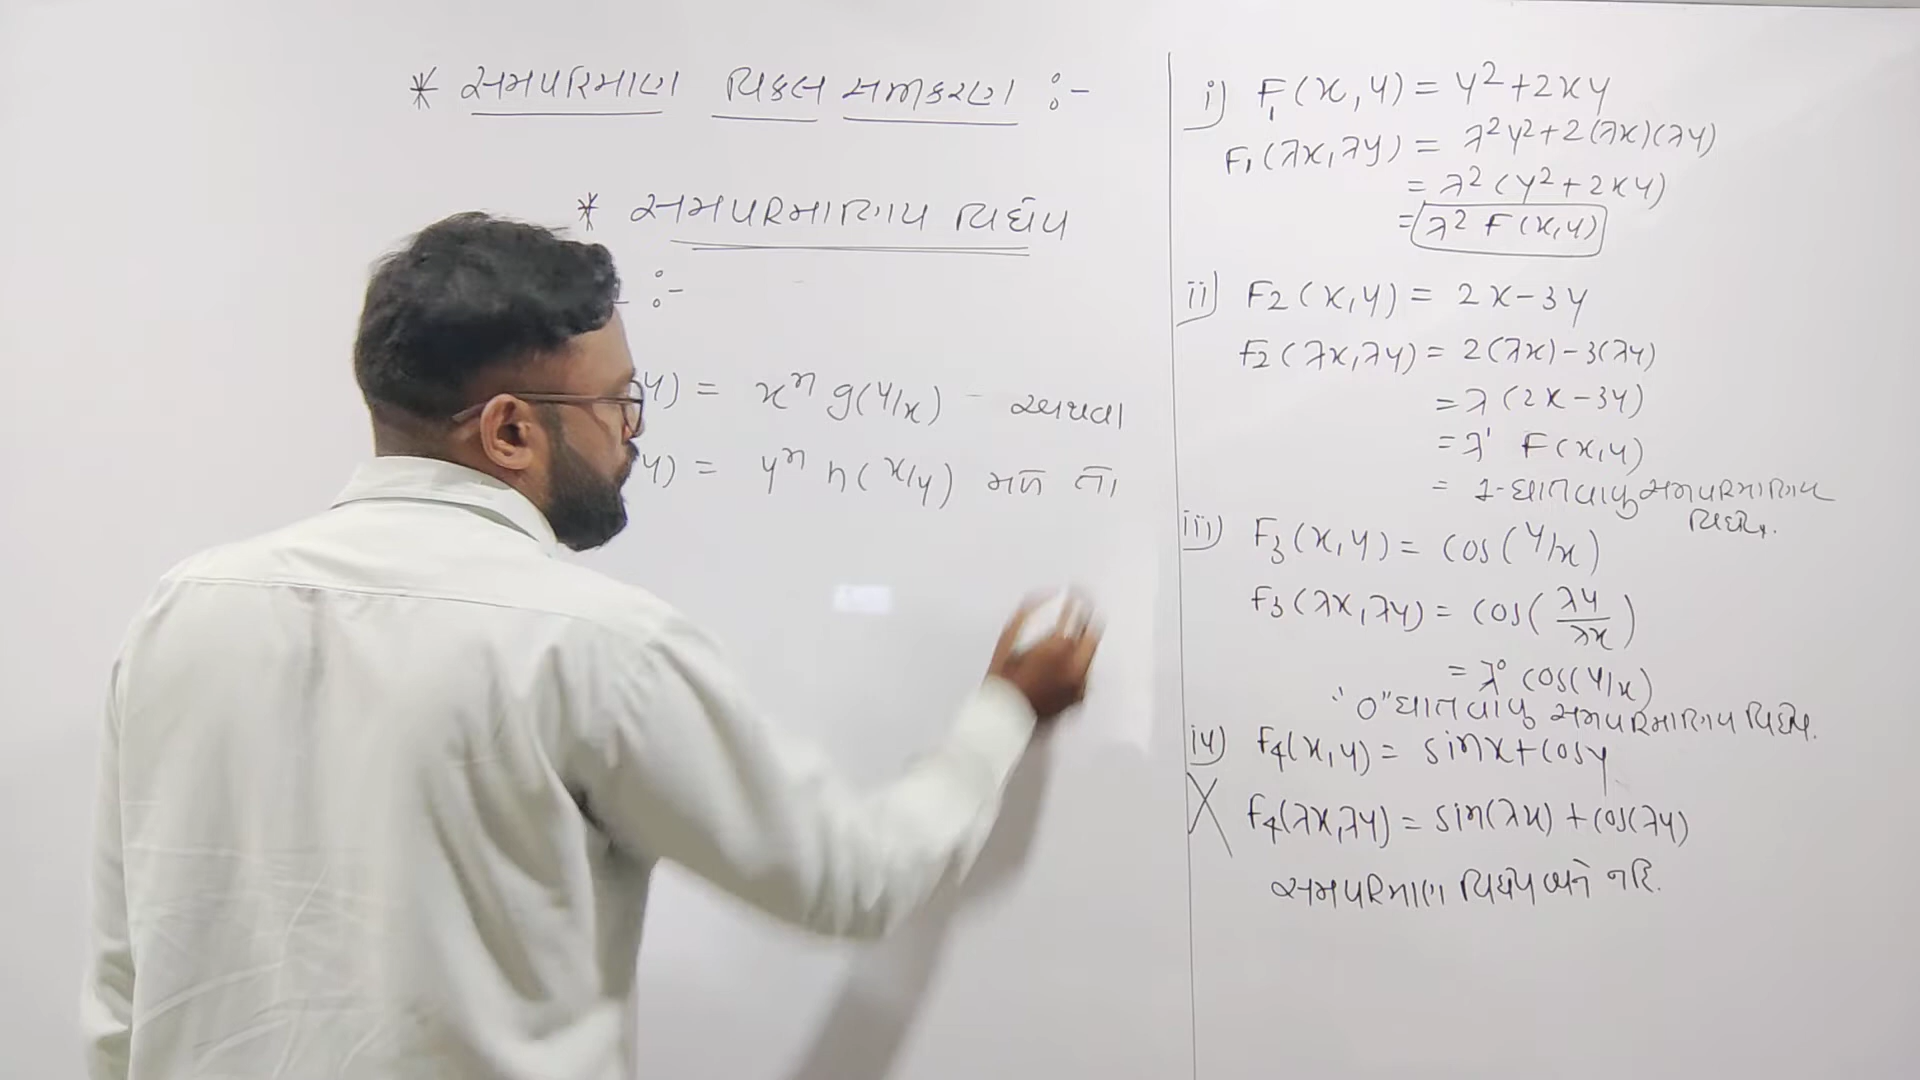 * સમપરિમાણ વિકલ સમીકરણ :-
* સમપરિમાણીય વિધેય
:-
y) = xⁿ g(y/x) - અથવા
y) = yⁿ h(x/y) મળે તો
i) F₁(x,y) = y²+2xy
F₁(λx,λy) = λ²y²+2(λx)(λy)
= λ²(y²+2xy)
= λ² F(x,y)
ii) F2(x,y) = 2x-3y
F2(λx,λy) = 2(λx)-3(λy)
= λ(2x-3y)
= λ¹ F(x,y)
= 1-ઘાતવાળુ સમપરિમાણીય
વિધેય.
iii) F3(x,y) = cos(y/x)
F3(λx,λy) = cos(λy/λx)
= λ⁰ cos(y/x)
"0" ઘાતવાળુ સમપરિમાણીય વિધેય.
iv) F4(x,y) = sinx+cosy
X F4(λx,λy) = sin(λx)+cos(λy)
સમપરિમાણ વિધેય બને નહિ.